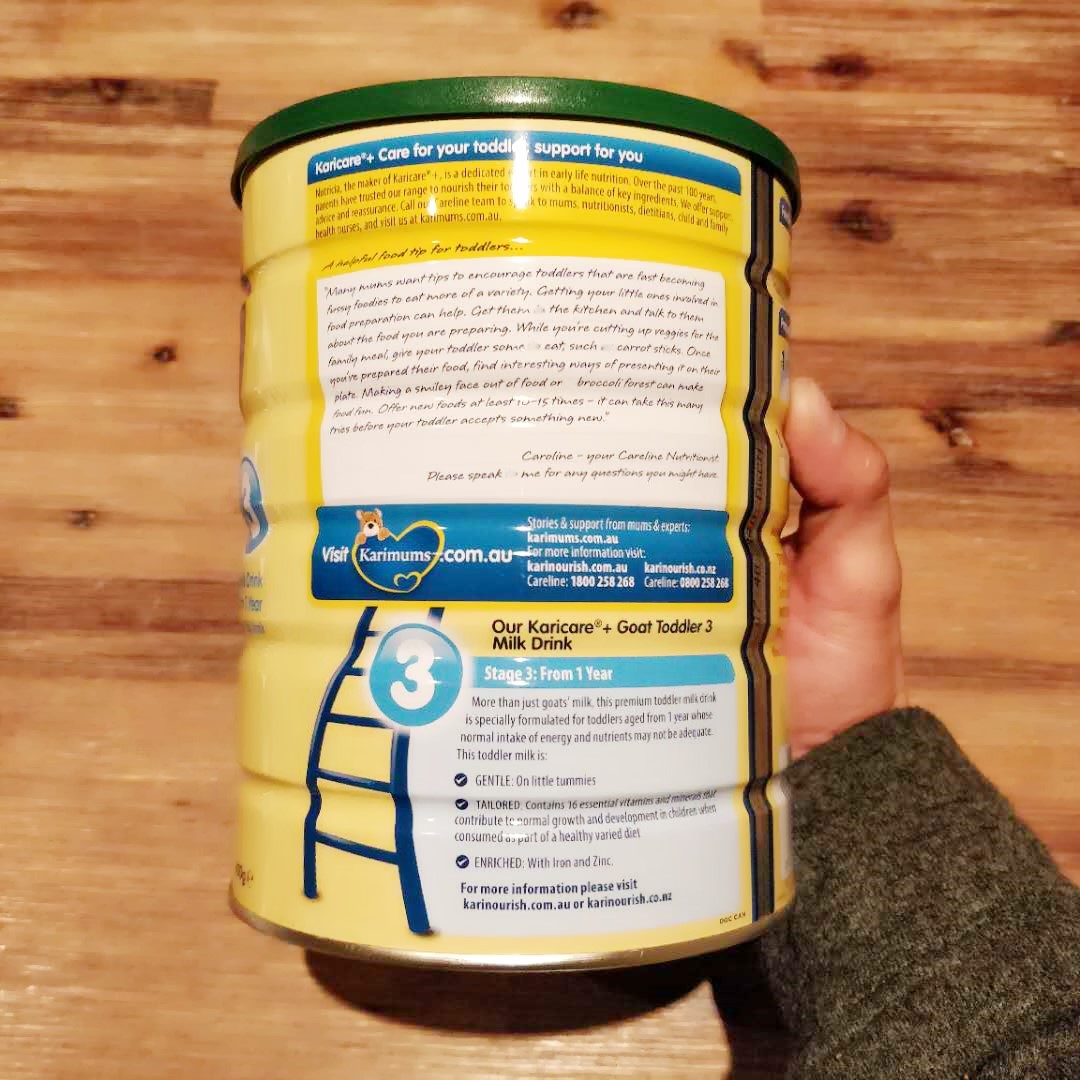 Karicare®+ Care for your toddler, support for you
Nutricia, the maker of Karicare®+, is a dedicated in early life nutrition. Over the past 100 years,
parents have trusted our range to nourish their with a balance of key ingredients. We offer support,
advice and reassurance. Call our Careline team to to mums, nutritionists, dietitians, child and family
health nurses, and visit us at karimums.com.au.
A helpful food tip for toddlers...
"Many mums want tips to encourage toddlers that are fast becoming
fussy foodies to eat more of a variety. Getting your little ones involved in
food preparation can help. Get them the kitchen and talk to them
about the food you are preparing. While you're cutting up veggies for the
family meal, give your toddler some eat, such carrot sticks. Once
you've prepared their food, find interesting ways of presenting it on their
plate. Making a smiley face out of food or broccoli forest can make
food fun. Offer new foods at least 10-15 times – it can take this many
tries before your toddler accepts something new."
Caroline – your Careline Nutritionist
Please speak me for any questions you might have.
Visit Karimums.com.au
Stories & support from mums & experts:
karimums.com.au
For more information visit:
karinourish.com.au karinourish.co.nz
Careline: 1800 258 268 Careline: 0800 258 268
3
Our Karicare®+ Goat Toddler 3
Milk Drink
Stage 3: From 1 Year
More than just goats' milk, this premium toddler milk drink
is specially formulated for toddlers aged from 1 year whose
normal intake of energy and nutrients may not be adequate.
This toddler milk is:
GENTLE: On little tummies
TAILORED: Contains 16 essential vitamins and minerals that
contribute to normal growth and development in children when
consumed as part of a healthy varied diet
ENRICHED: With Iron and Zinc.
For more information please visit
karinourish.com.au or karinourish.co.nz
3
Drink
Year